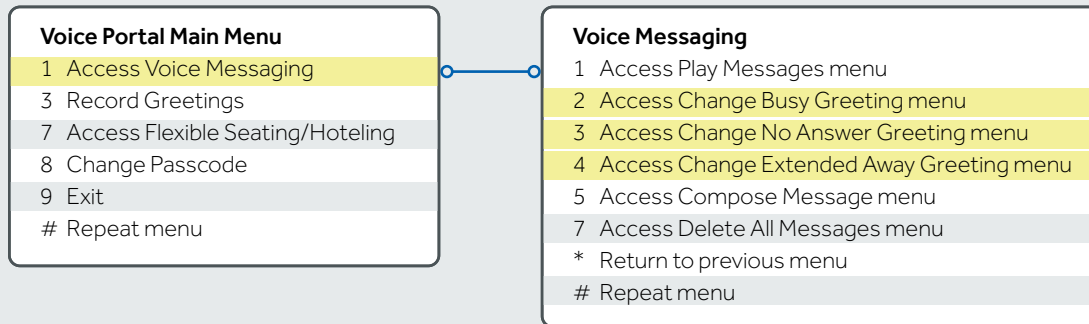 Voice Portal Main Menu
1 Access Voice Messaging
3 Record Greetings
7 Access Flexible Seating/Hoteling
8 Change Passcode
9 Exit
# Repeat menu
Voice Messaging
1 Access Play Messages menu
2 Access Change Busy Greeting menu
3 Access Change No Answer Greeting menu
4 Access Change Extended Away Greeting menu
5 Access Compose Message menu
7 Access Delete All Messages menu
* Return to previous menu
# Repeat menu